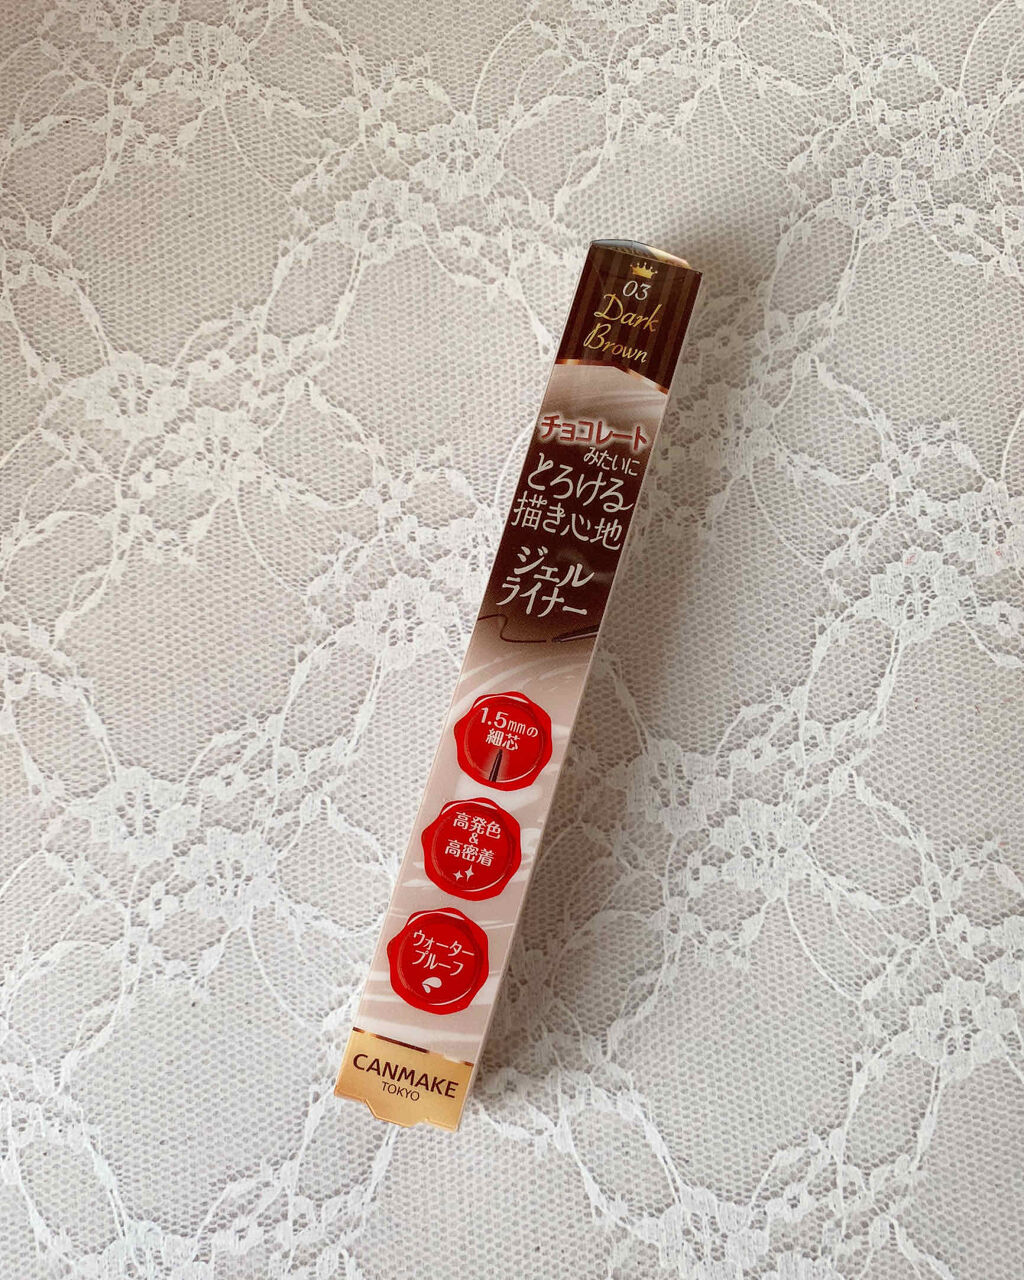 03
Dark
Brown
チョコレート
みたいに
とろける
描き心地
ジェル
ライナー
1.5mmの
細芯
高発色
&
高密着
ウォーター
プルーフ
CANMAKE
TOKYO